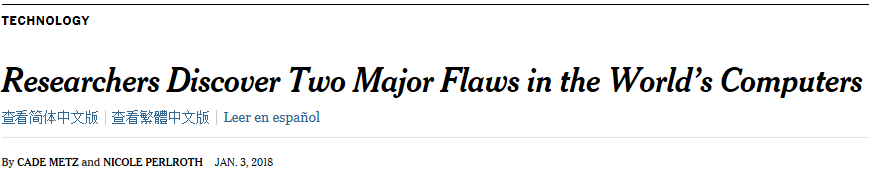 TECHNOLOGY
Researchers Discover Two Major Flaws in the World’s Computers
查看简体中文版 | 查看繁體中文版 | Leer en español
By CADE METZ and NICOLE PERLROTH JAN. 3, 2018